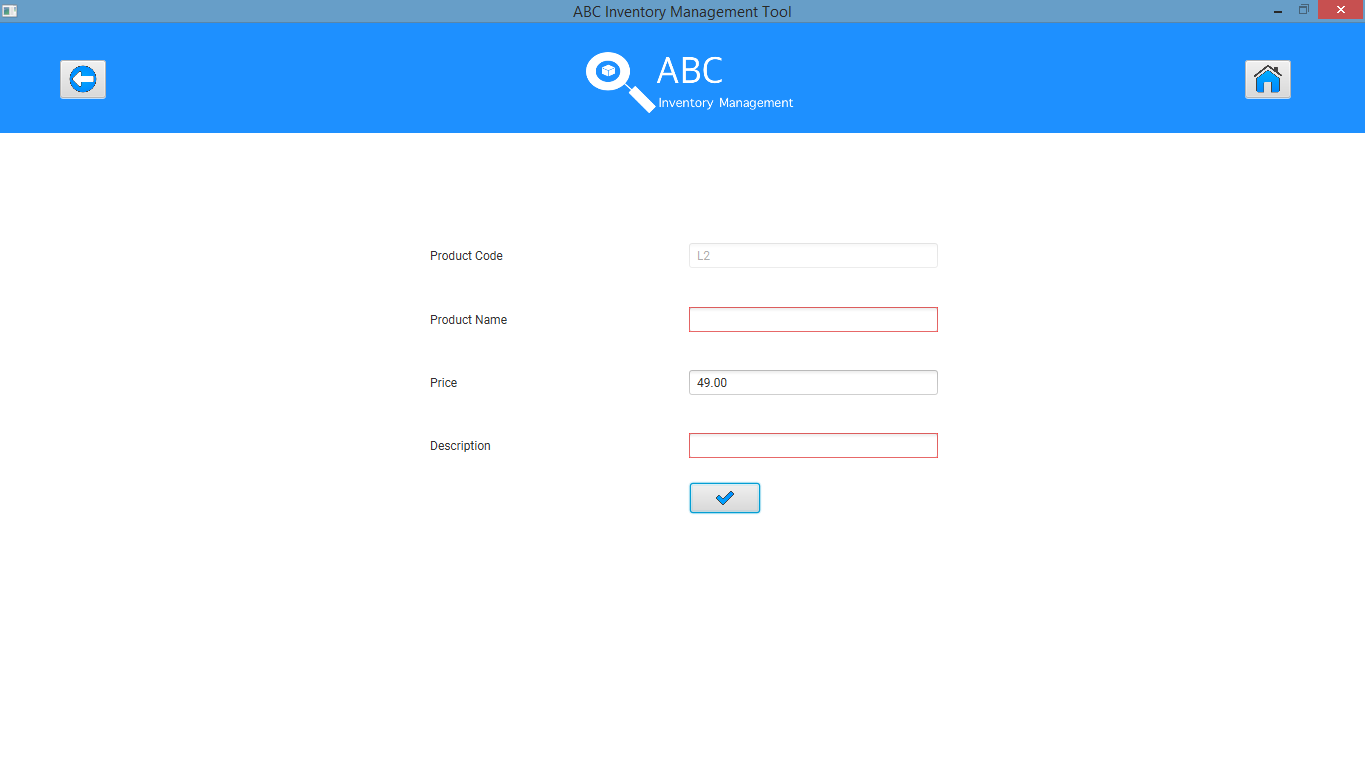 ABC Inventory Management Tool
ABC
Inventory Management
Product Code
L2
Product Name
Price
49.00
Description